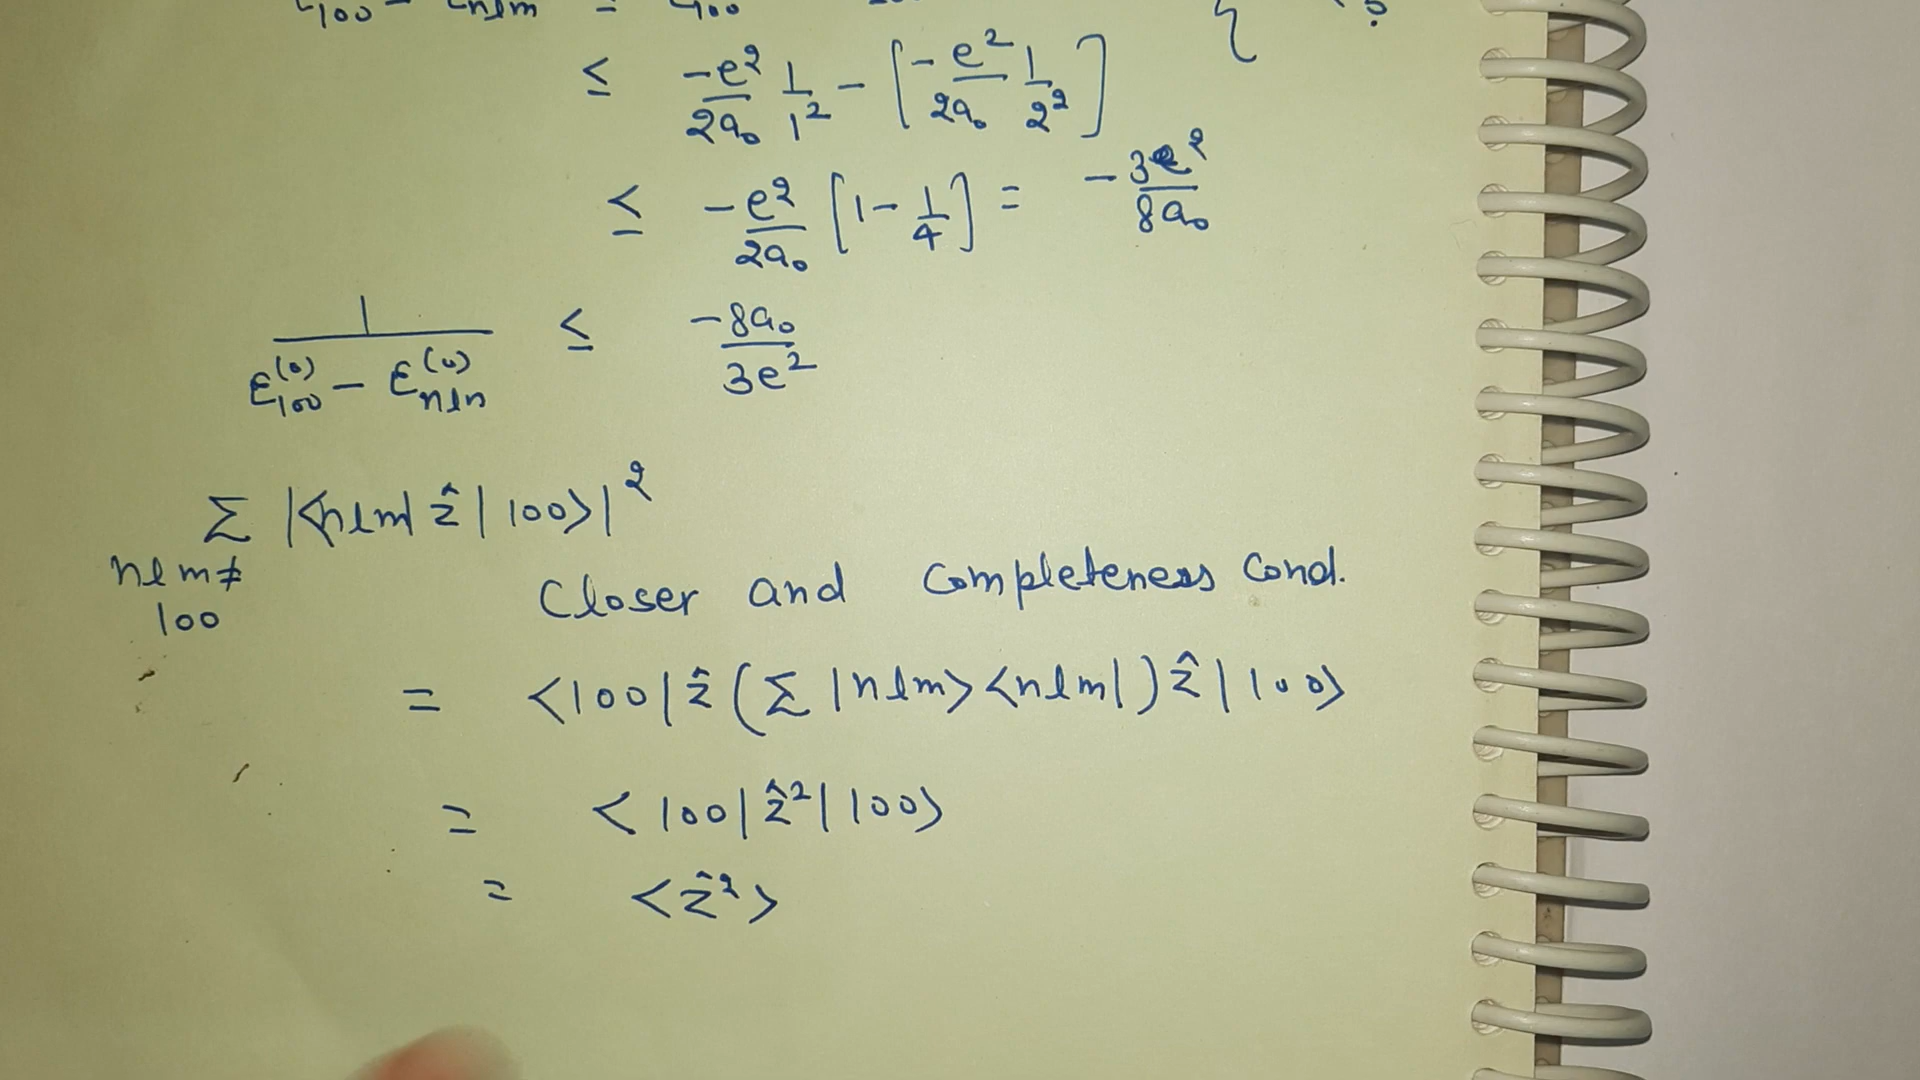 ≤ -e²/2a₀ 1/1² - [-e²/2a₀ 1/2²]
≤ -e²/2a₀ [1 - 1/4] = -3e²/8a₀
1/(E₁₀₀⁽⁰⁾ - Eₙₗₙ⁽⁰⁾) ≤ -8a₀/3e²
Σ |<nlm|ẑ|100>|²
nlm≠
100
Closer and Completeness Cond.
= <100|ẑ(Σ |nlm><nlm|)ẑ|100>
= <100|ẑ²|100>
= <ẑ²>